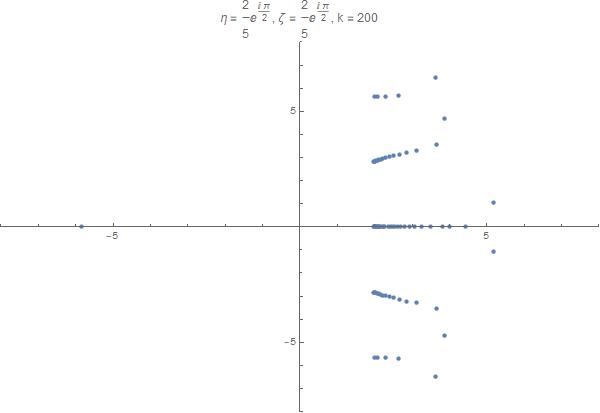 η = 2/5 e^(iπ/2), ζ = 2/5 e^(iπ/2), k = 200
5
-5
5
-5